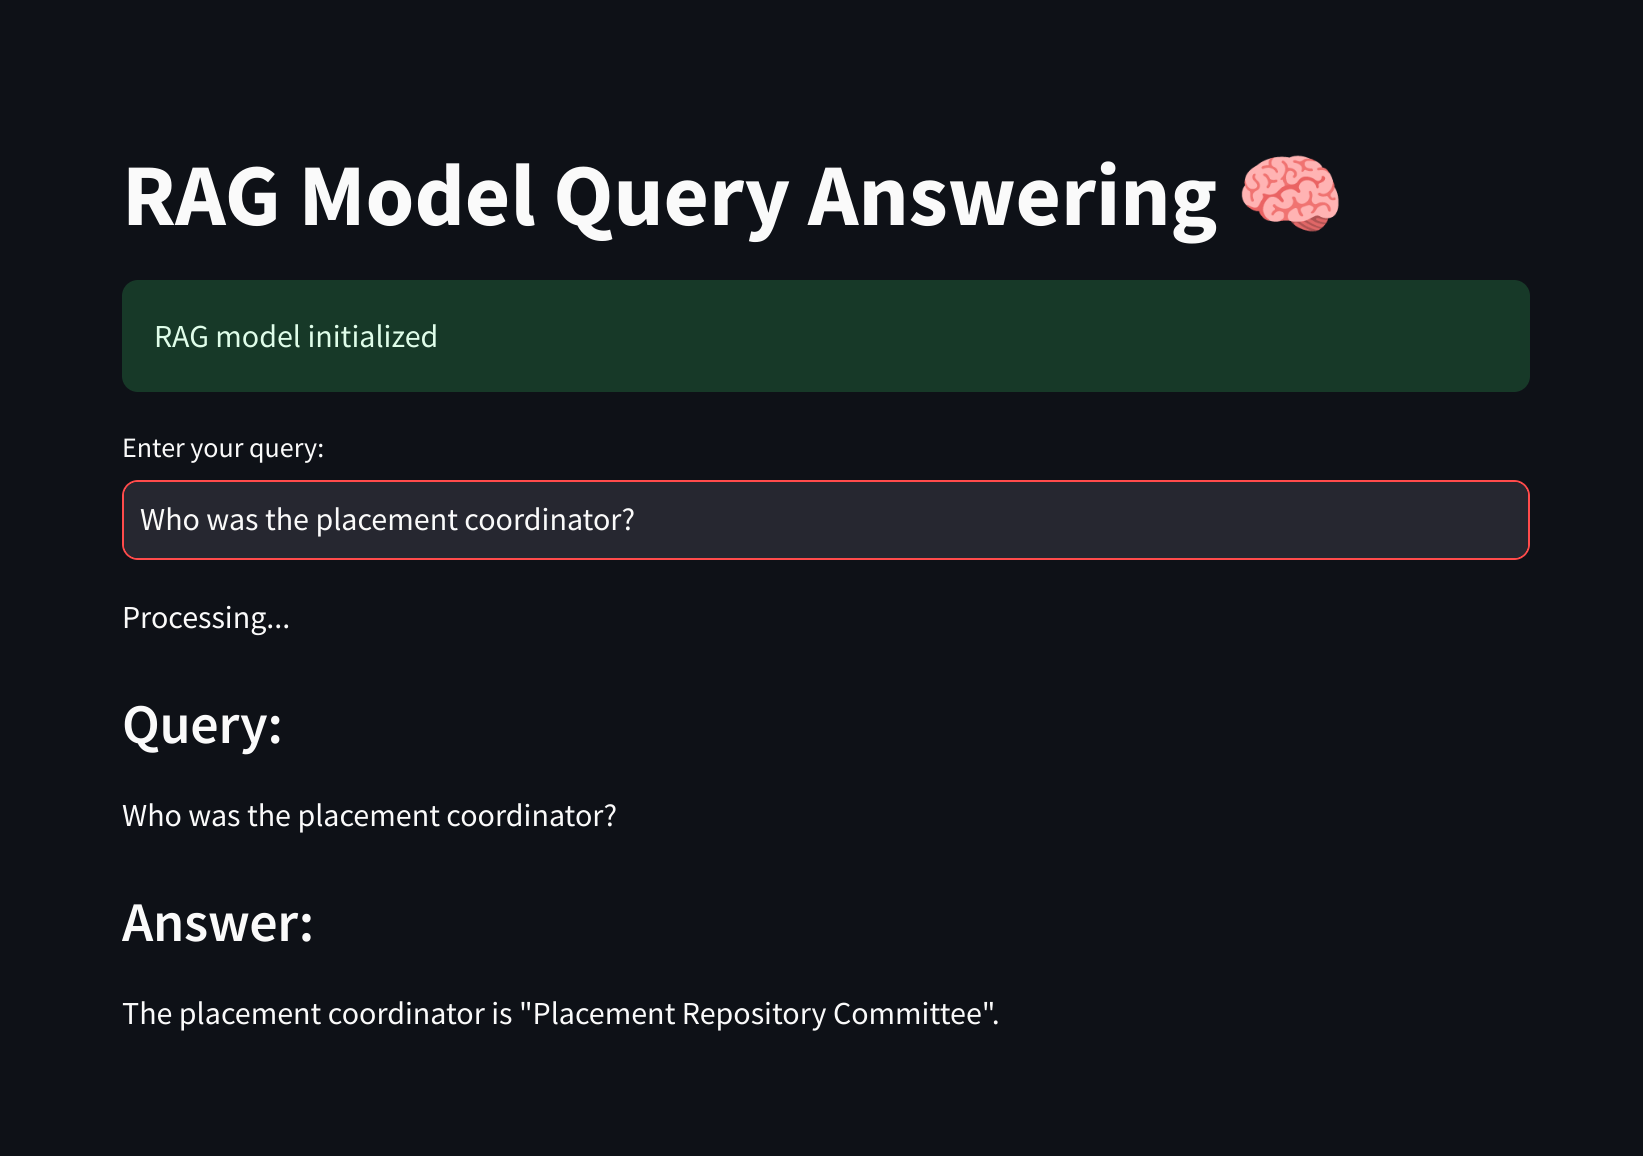 RAG Model Query Answering 🧠
RAG model initialized
Enter your query:
Who was the placement coordinator?
Processing...
Query:
Who was the placement coordinator?
Answer:
The placement coordinator is "Placement Repository Committee".